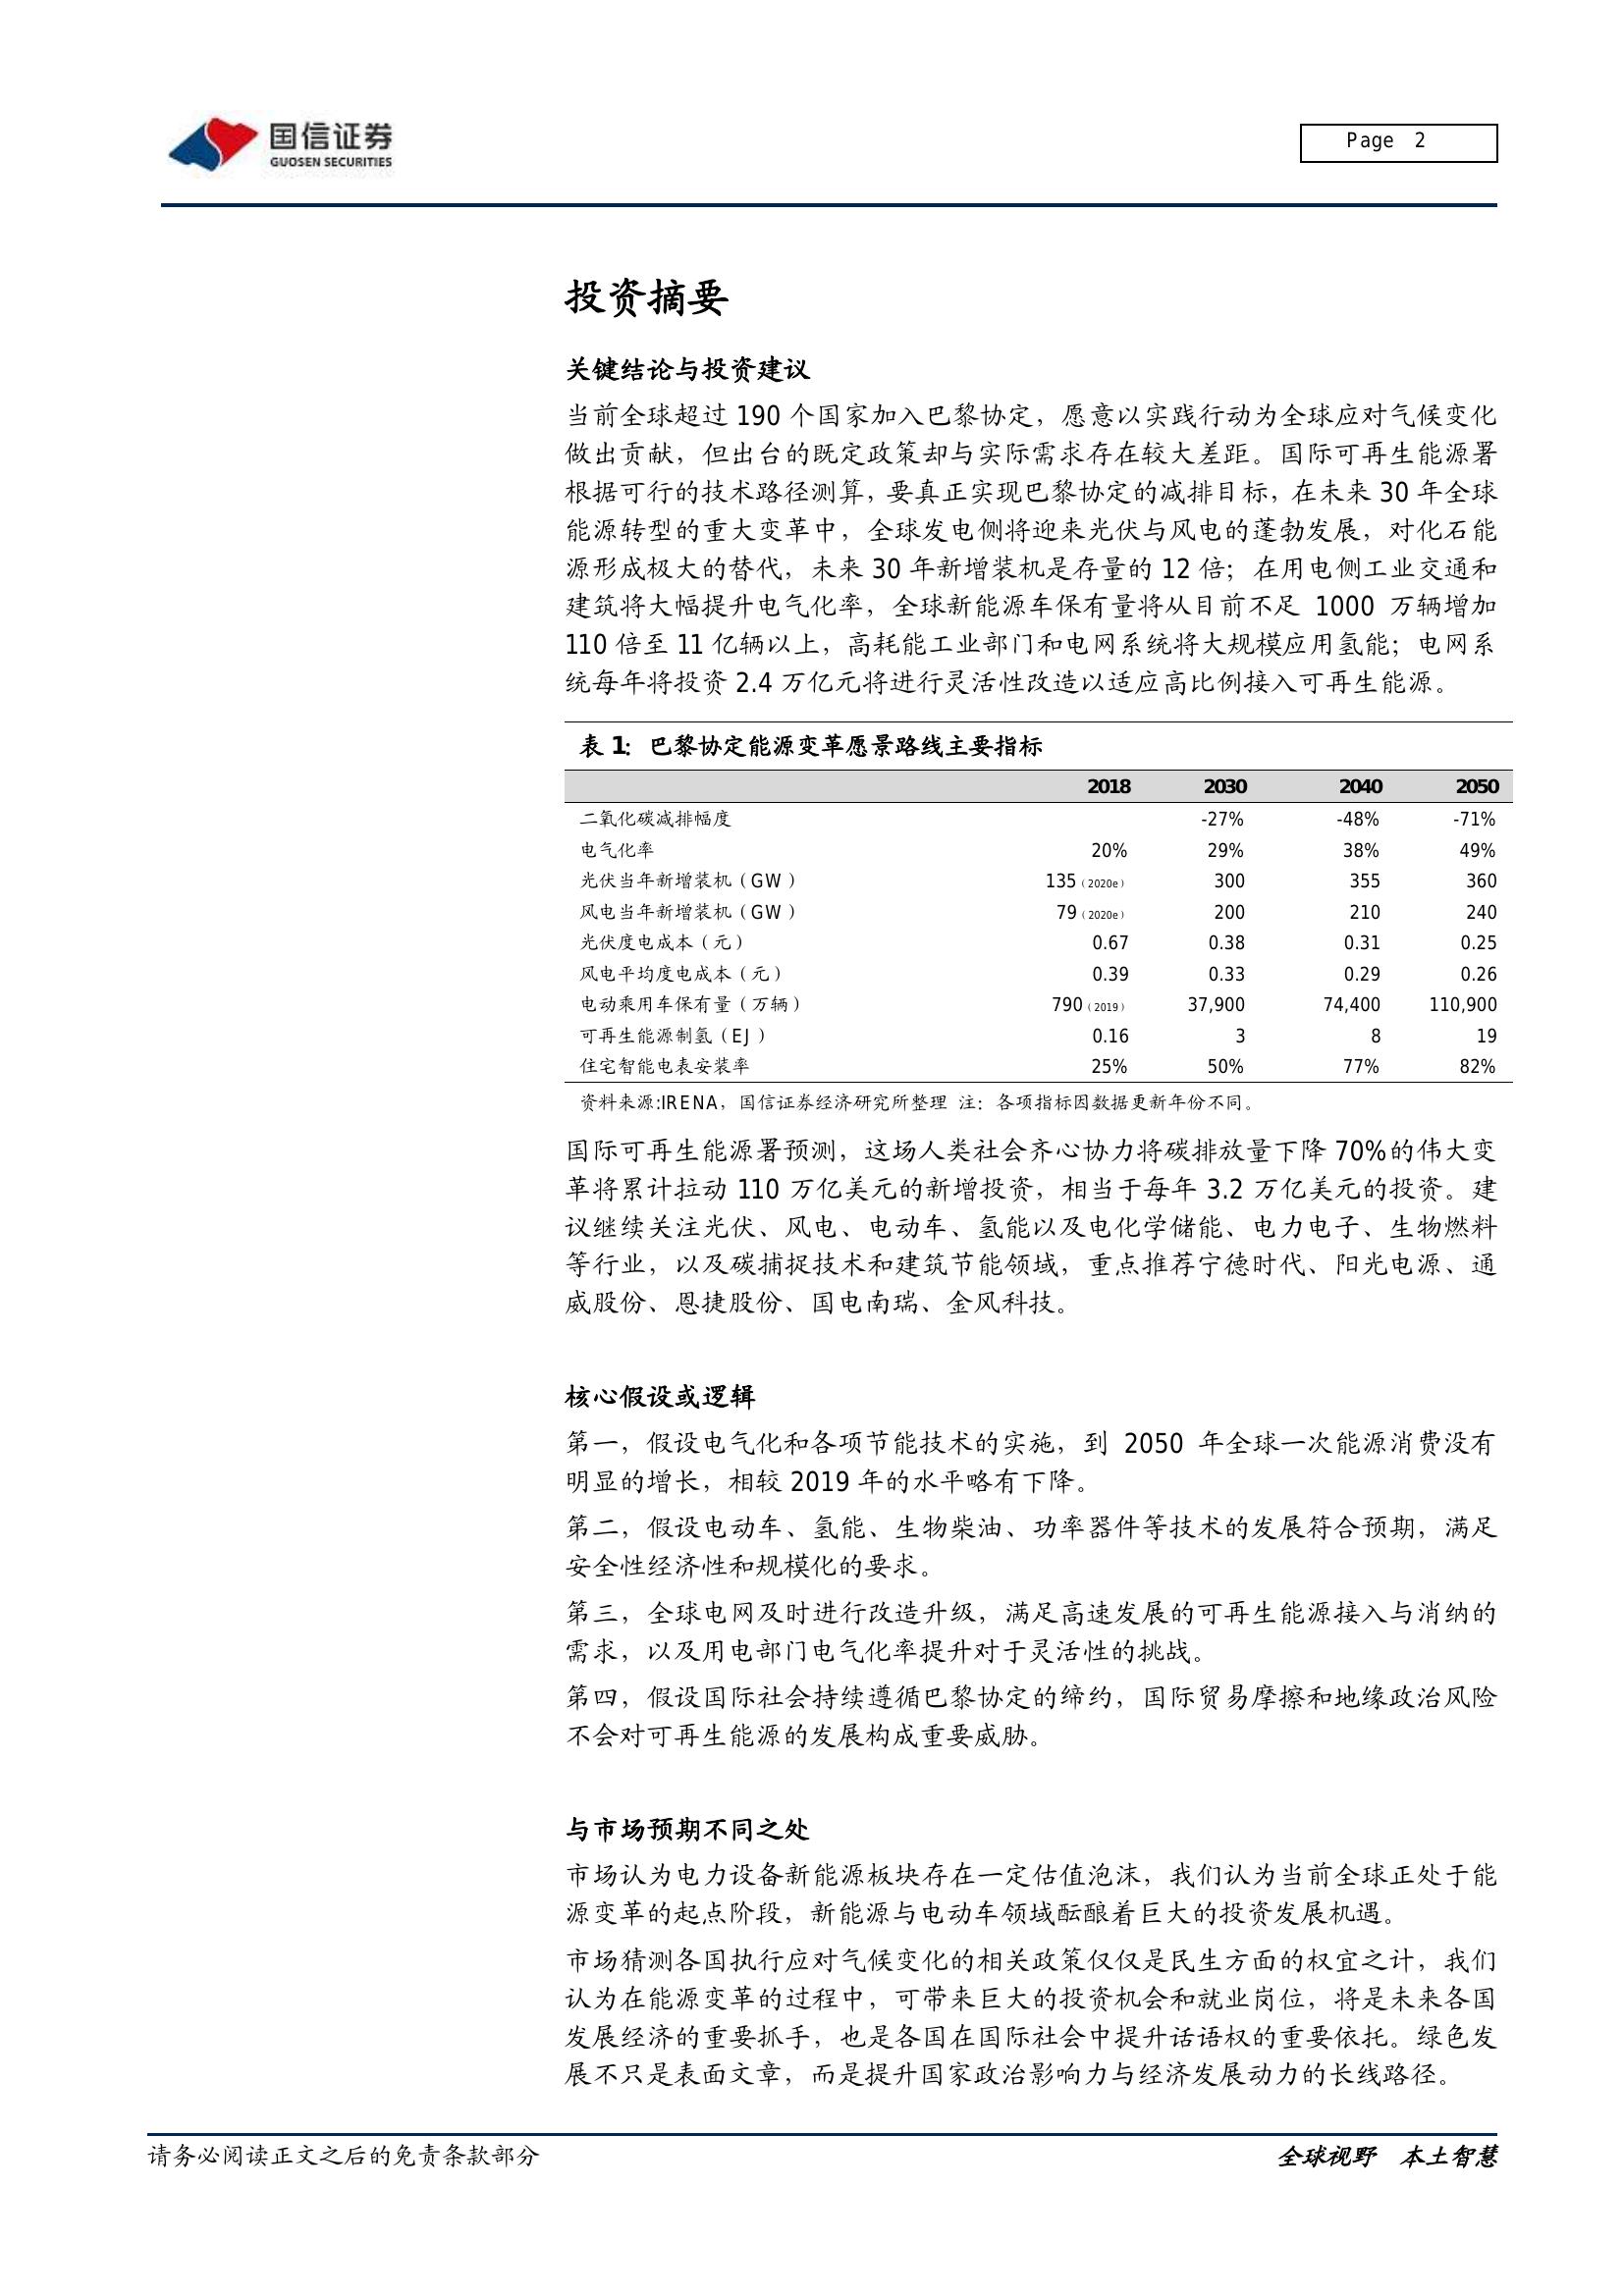 国信证券
GUOSEN SECURITIES
Page 2
投资摘要
关键结论与投资建议
当前全球超过 190 个国家加入巴黎协定，愿意以实践行动为全球应对气候变化
做出贡献，但出台的既定政策却与实际需求存在较大差距。国际可再生能源署
根据可行的技术路径测算，要真正实现巴黎协定的减排目标，在未来 30 年全球
能源转型的重大变革中，全球发电侧将迎来光伏与风电的蓬勃发展，对化石能
源形成极大的替代，未来 30 年新增装机是存量的 12 倍；在用电侧工业交通和
建筑将大幅提升电气化率，全球新能源车保有量将从目前不足 1000 万辆增加
110 倍至 11 亿辆以上，高耗能工业部门和电网系统将大规模应用氢能；电网系
统每年将投资 2.4 万亿元将进行灵活性改造以适应高比例接入可再生能源。
表 1：巴黎协定能源变革愿景路线主要指标
2018 2030 2040 2050
二氧化碳减排幅度 -27% -48% -71%
电气化率 20% 29% 38% 49%
光伏当年新增装机（GW） 135（2020e） 300 355 360
风电当年新增装机（GW） 79（2020e） 200 210 240
光伏度电成本（元） 0.67 0.38 0.31 0.25
风电平均度电成本（元） 0.39 0.33 0.29 0.26
电动乘用车保有量（万辆） 790（2019） 37,900 74,400 110,900
可再生能源制氢（EJ） 0.16 3 8 19
住宅智能电表安装率 25% 50% 77% 82%
资料来源:IRENA，国信证券经济研究所整理 注：各项指标因数据更新年份不同。
国际可再生能源署预测，这场人类社会齐心协力将碳排放量下降 70%的伟大变
革将累计拉动 110 万亿美元的新增投资，相当于每年 3.2 万亿美元的投资。建
议继续关注光伏、风电、电动车、氢能以及电化学储能、电力电子、生物燃料
等行业，以及碳捕捉技术和建筑节能领域，重点推荐宁德时代、阳光电源、通
威股份、恩捷股份、国电南瑞、金风科技。
核心假设或逻辑
第一，假设电气化和各项节能技术的实施，到 2050 年全球一次能源消费没有
明显的增长，相较 2019 年的水平略有下降。
第二，假设电动车、氢能、生物柴油、功率器件等技术的发展符合预期，满足
安全性经济性和规模化的要求。
第三，全球电网及时进行改造升级，满足高速发展的可再生能源接入与消纳的
需求，以及用电部门电气化率提升对于灵活性的挑战。
第四，假设国际社会持续遵循巴黎协定的缔约，国际贸易摩擦和地缘政治风险
不会对可再生能源的发展构成重要威胁。
与市场预期不同之处
市场认为电力设备新能源板块存在一定估值泡沫，我们认为当前全球正处于能
源变革的起点阶段，新能源与电动车领域酝酿着巨大的投资发展机遇。
市场猜测各国执行应对气候变化的相关政策仅仅是民生方面的权宜之计，我们
认为在能源变革的过程中，可带来巨大的投资机会和就业岗位，将是未来各国
发展经济的重要抓手，也是各国在国际社会中提升话语权的重要依托。绿色发
展不只是表面文章，而是提升国家政治影响力与经济发展动力的长线路径。
请务必阅读正文之后的免责条款部分
全球视野 本土智慧